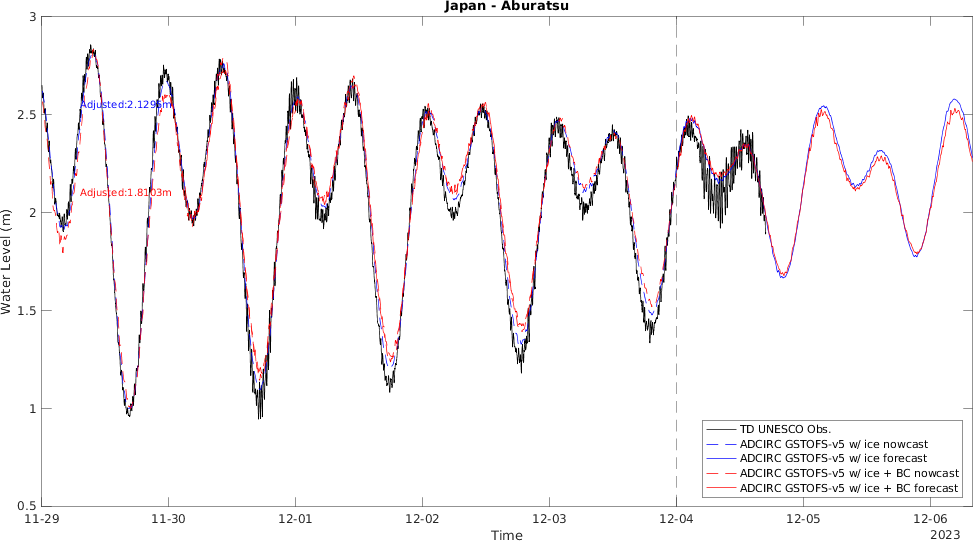 Japan - Aburatsu
3
2.5
2
1.5
1
0.5
Water Level (m)
Adjusted:2.1295m
Adjusted:1.8103m
TD UNESCO Obs.
ADCIRC GSTOFS-v5 w/ ice nowcast
ADCIRC GSTOFS-v5 w/ ice forecast
ADCIRC GSTOFS-v5 w/ ice + BC nowcast
ADCIRC GSTOFS-v5 w/ ice + BC forecast
11-29
11-30
12-01
12-02
12-03
12-04
12-05
12-06
Time
2023